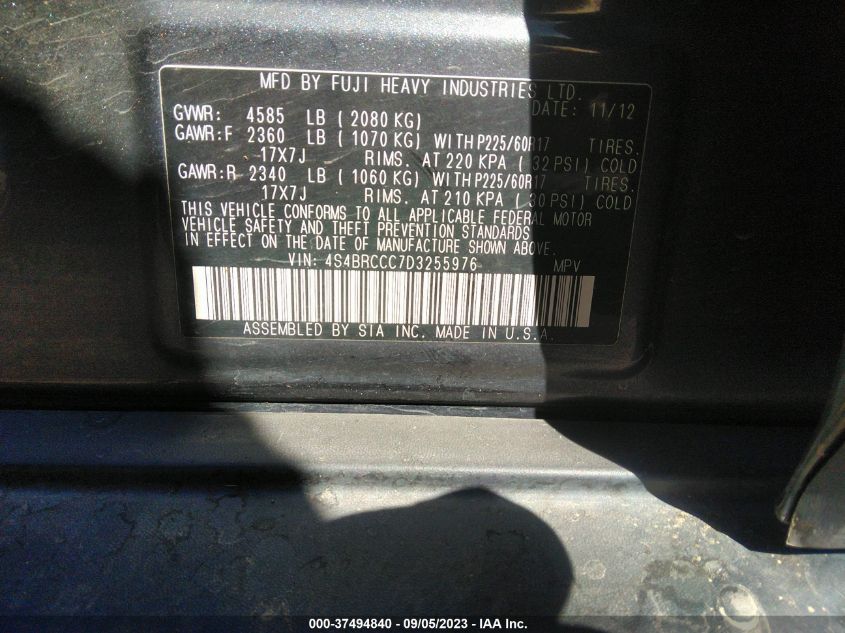 MFD BY FUJI HEAVY INDUSTRIES LTD.
GVWR: 4585 LB ( 2080 KG) DATE: 11/12
GAWR:F 2360 LB ( 1070 KG) WITH P225/60R17 TIRES.
17X7J RIMS. AT 220 KPA ( 32 PSI) COLD
GAWR:R 2340 LB ( 1060 KG) WITH P225/60R17 TIRES.
17X7J RIMS. AT 210 KPA ( 30 PSI) COLD
THIS VEHICLE CONFORMS TO ALL APPLICABLE FEDERAL MOTOR
VEHICLE SAFETY AND THEFT PREVENTION STANDARDS
IN EFFECT ON THE DATE OF MANUFACTURE SHOWN ABOVE.
VIN: 4S4BRCCC7D3255976 MPV
ASSEMBLED BY SIA INC. MADE IN U.S.A.
000-37494840 - 09/05/2023 - IAA Inc.